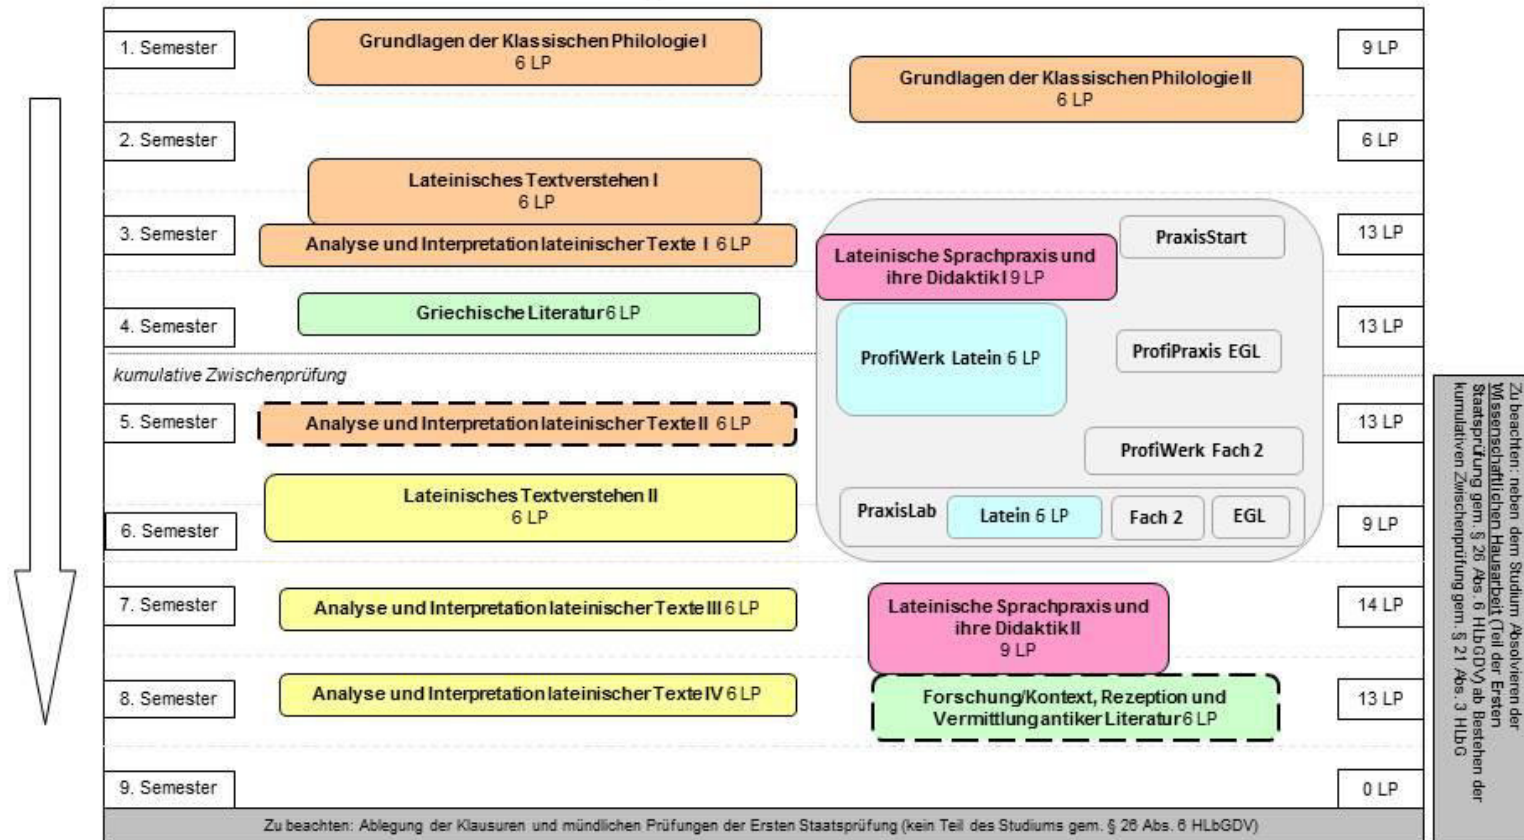 1. Semester
Grundlagen der Klassischen Philologie I
6 LP
9 LP
Grundlagen der Klassischen Philologie II
6 LP
2. Semester
6 LP
Lateinisches Textverstehen I
6 LP
3. Semester
Analyse und Interpretation lateinischer Texte I 6 LP
13 LP
PraxisStart
Lateinische Sprachpraxis und
ihre Didaktik I 9 LP
4. Semester
Griechische Literatur 6 LP
13 LP
ProfiWerk Latein 6 LP
ProfiPraxis EGL
kumulative Zwischenprüfung
5. Semester
Analyse und Interpretation lateinischer Texte II 6 LP
13 LP
ProfiWerk Fach 2
Lateinisches Textverstehen II
6 LP
PraxisLab
Latein 6 LP
Fach 2
EGL
6. Semester
9 LP
7. Semester
Analyse und Interpretation lateinischer Texte III 6 LP
Lateinische Sprachpraxis und
ihre Didaktik II
9 LP
14 LP
8. Semester
Analyse und Interpretation lateinischer Texte IV 6 LP
Forschung/Kontext, Rezeption und
Vermittlung antiker Literatur 6 LP
13 LP
9. Semester
0 LP
Zu beachten: Ablegung der Klausuren und mündlichen Prüfungen der Ersten Staatsprüfung (kein Teil des Studiums gem. § 26 Abs. 6 HLbGDV)
Zu beachten: neben dem Studium Absolvieren der
Wissenschaftlichen Hausarbeit (Teil der Ersten
Staatsprüfung gem. § 26 Abs. 6 HLbGDV) ab Bestehen der
kumulativen Zwischenprüfung gem. § 21 Abs. 3 HLbG